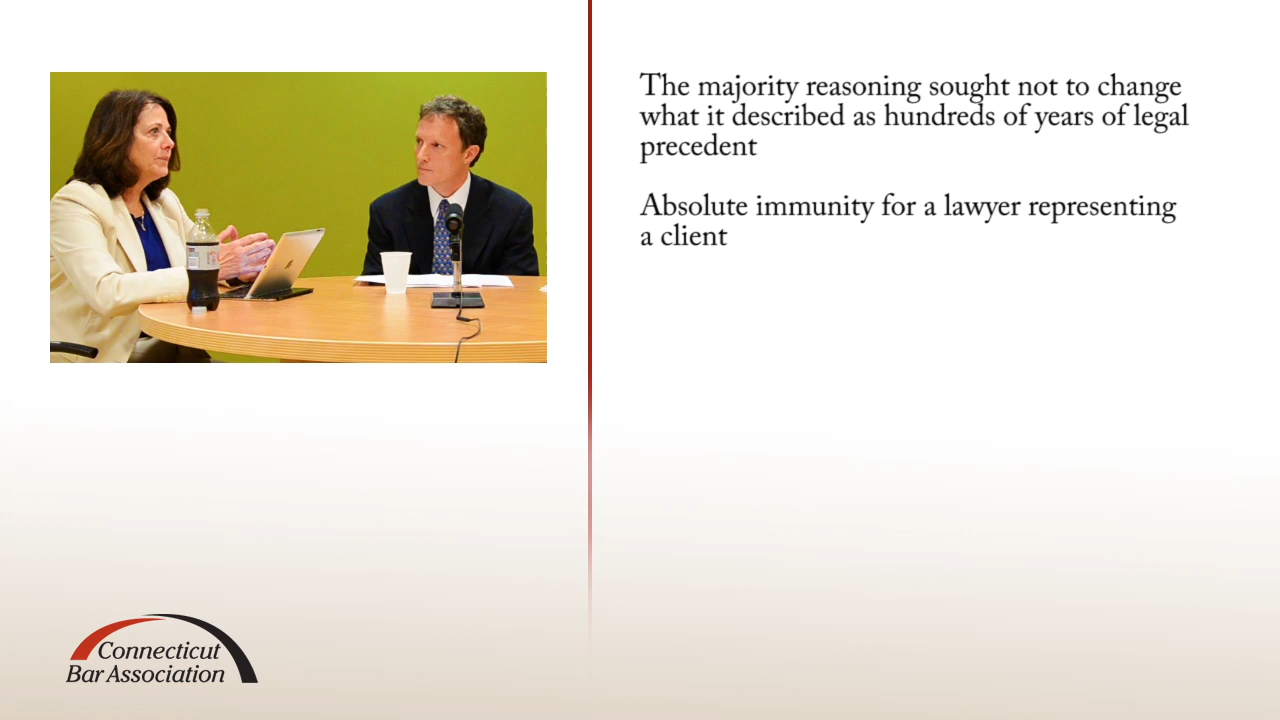 The majority reasoning sought not to change
what it described as hundreds of years of legal
precedent
Absolute immunity for a lawyer representing
a client
Connecticut
Bar Association